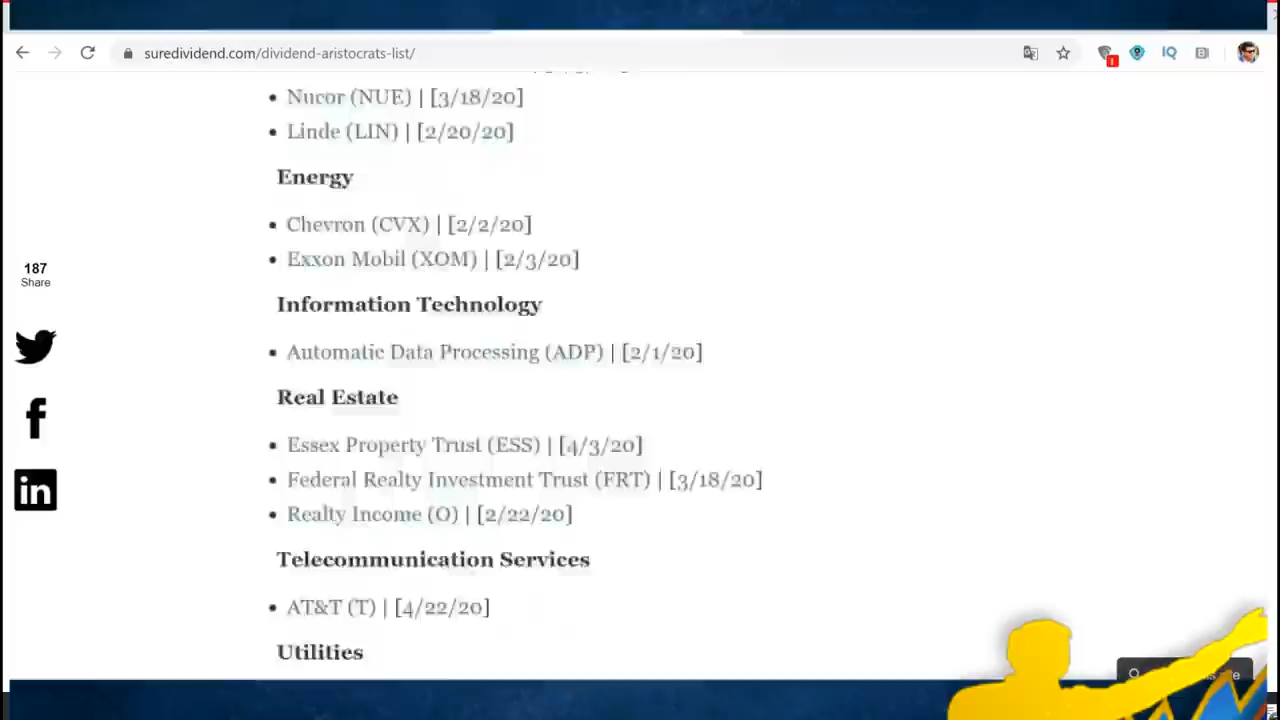 suredividend.com/dividend-aristocrats-list/
Nucor (NUE) | [3/18/20]
Linde (LIN) | [2/20/20]
Energy
Chevron (CVX) | [2/2/20]
Exxon Mobil (XOM) | [2/3/20]
187
Share
Information Technology
Automatic Data Processing (ADP) | [2/1/20]
Real Estate
Essex Property Trust (ESS) | [4/3/20]
Federal Realty Investment Trust (FRT) | [3/18/20]
in
Realty Income (O) | [2/22/20]
Telecommunication Services
AT&T (T) | [4/22/20]
Utilities